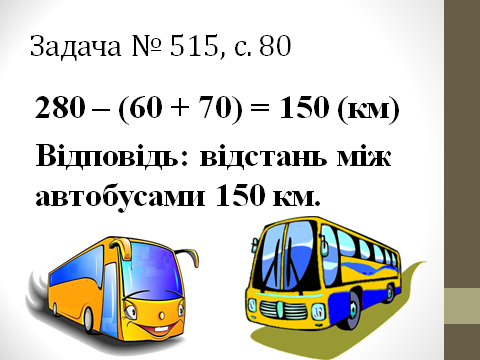 Задача № 515, с. 80
280 – (60 + 70) = 150 (км)
Відповідь: відстань між
автобусами 150 км.